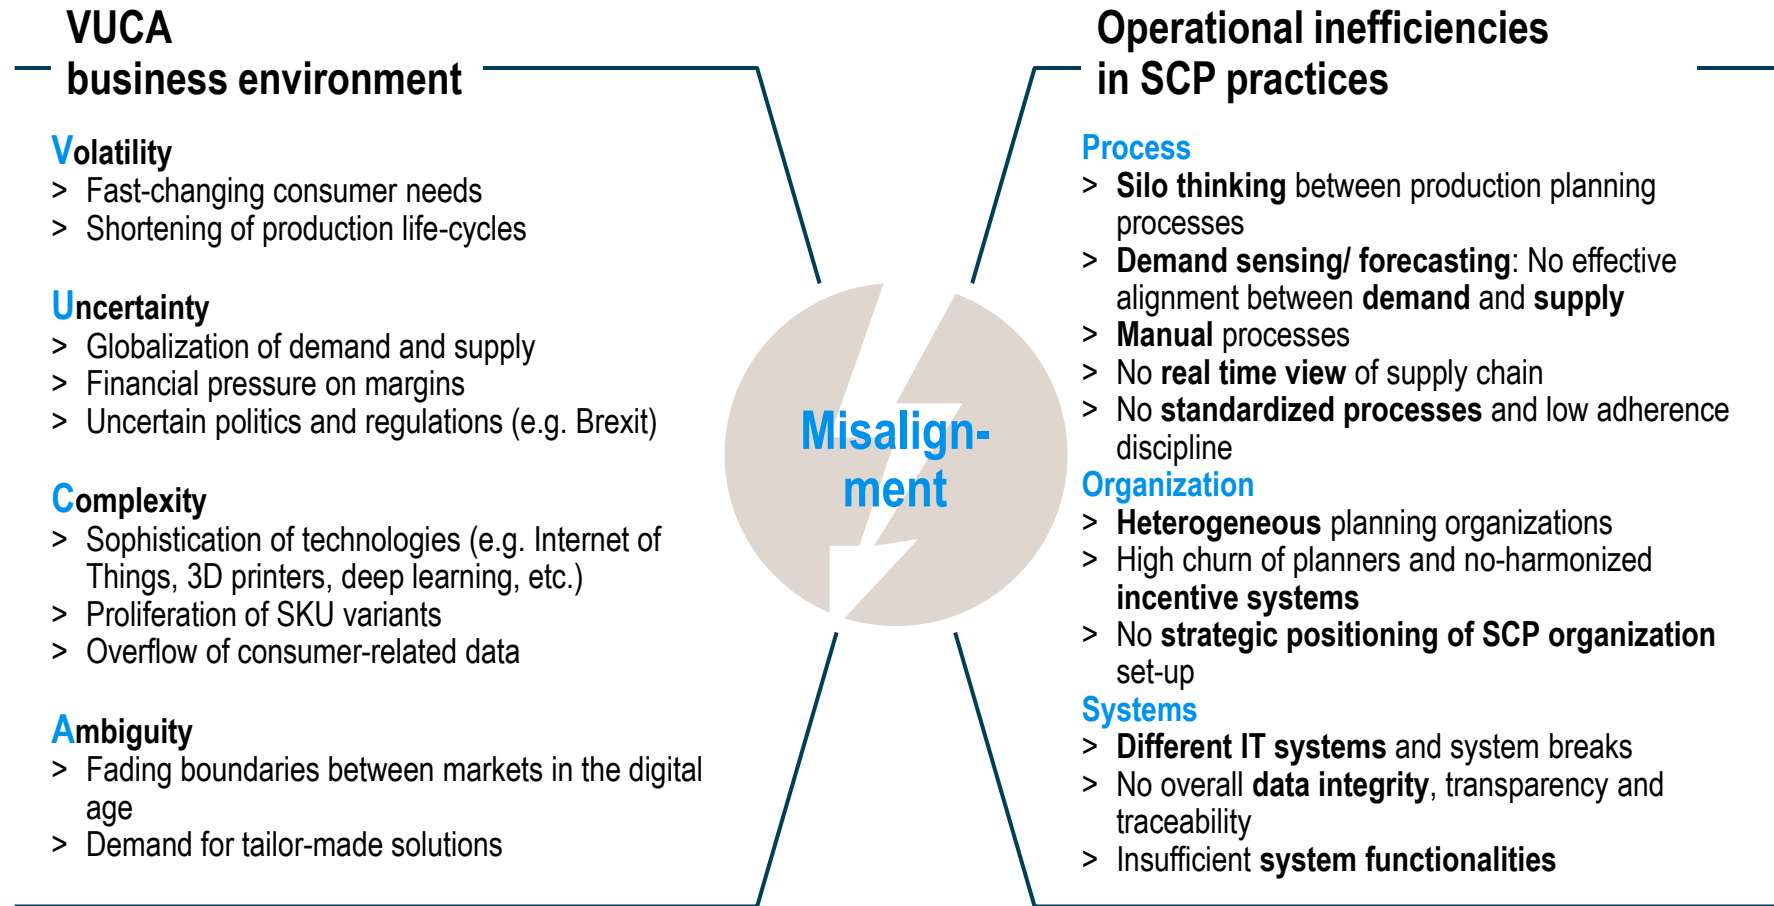 VUCA
business environment
Volatility
> Fast-changing consumer needs
> Shortening of production life-cycles
Uncertainty
> Globalization of demand and supply
> Financial pressure on margins
> Uncertain politics and regulations (e.g. Brexit)
Complexity
> Sophistication of technologies (e.g. Internet of
Things, 3D printers, deep learning, etc.)
> Proliferation of SKU variants
> Overflow of consumer-related data
Ambiguity
> Fading boundaries between markets in the digital
age
> Demand for tailor-made solutions
Misalign-
ment
Operational inefficiencies
in SCP practices
Process
> Silo thinking between production planning
processes
> Demand sensing/ forecasting: No effective
alignment between demand and supply
> Manual processes
> No real time view of supply chain
> No standardized processes and low adherence
discipline
Organization
> Heterogeneous planning organizations
> High churn of planners and no-harmonized
incentive systems
> No strategic positioning of SCP organization
set-up
Systems
> Different IT systems and system breaks
> No overall data integrity, transparency and
traceability
> Insufficient system functionalities